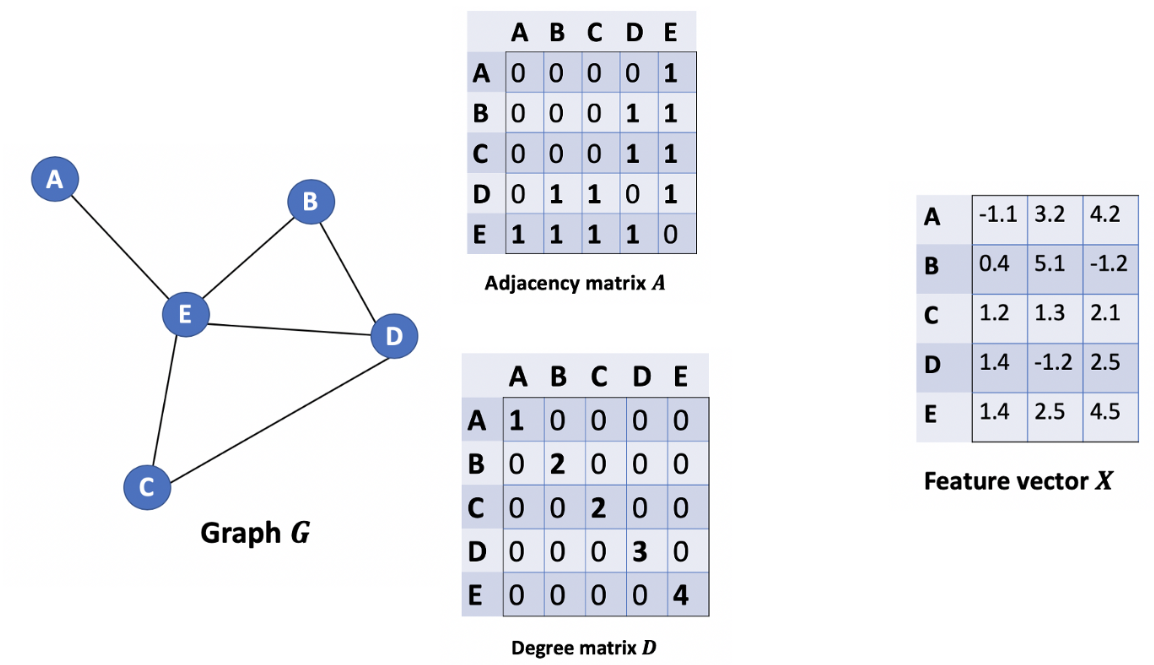 A B C D E
A 0 0 0 0 1
B 0 0 0 1 1
C 0 0 0 1 1
D 0 1 1 0 1
E 1 1 1 1 0
Adjacency matrix A
A
B
E
D
C
Graph G
A B C D E
A 1 0 0 0 0
B 0 2 0 0 0
C 0 0 2 0 0
D 0 0 0 3 0
E 0 0 0 0 4
Degree matrix D
A -1.1 3.2 4.2
B 0.4 5.1 -1.2
C 1.2 1.3 2.1
D 1.4 -1.2 2.5
E 1.4 2.5 4.5
Feature vector X